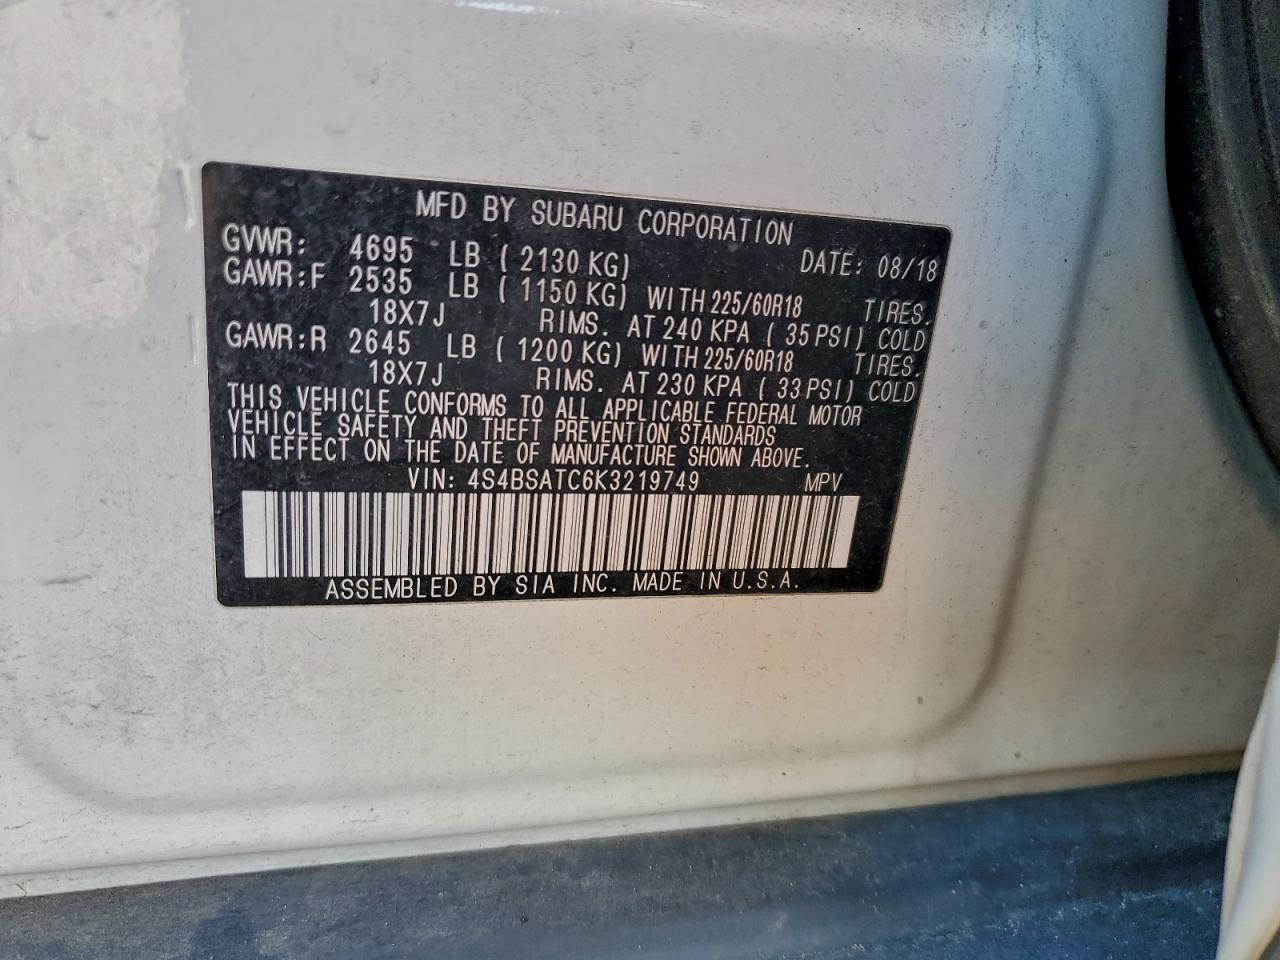 MFD BY SUBARU CORPORATION
GVWR: 4695 LB ( 2130 KG) DATE: 08/18
GAWR:F 2535 LB ( 1150 KG) WITH 225/60R18 TIRES.
18X7J RIMS. AT 240 KPA ( 35 PSI) COLD
GAWR:R 2645 LB ( 1200 KG) WITH 225/60R18 TIRES.
18X7J RIMS. AT 230 KPA ( 33 PSI) COLD
THIS VEHICLE CONFORMS TO ALL APPLICABLE FEDERAL MOTOR
VEHICLE SAFETY AND THEFT PREVENTION STANDARDS
IN EFFECT ON THE DATE OF MANUFACTURE SHOWN ABOVE.
VIN: 4S4BSATC6K3219749 MPV
ASSEMBLED BY SIA INC. MADE IN U.S.A.